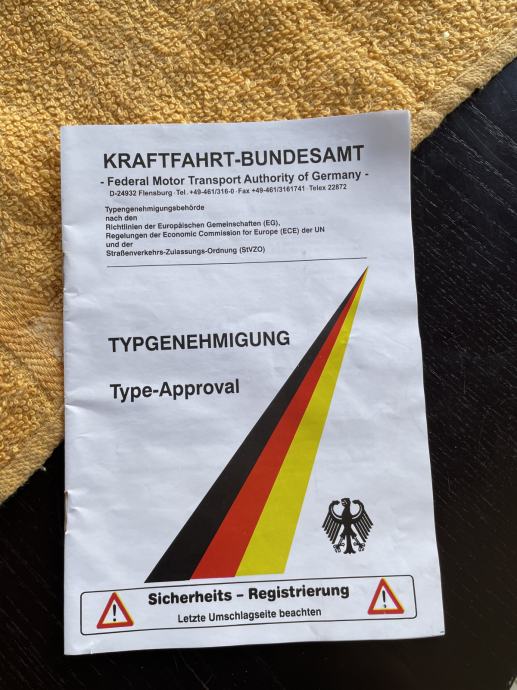 KRAFTFAHRT-BUNDESAMT
- Federal Motor Transport Authority of Germany -
D-24932 Flensburg · Tel. +49-461/316-0 · Fax +49-461/3161741 · Telex 22872
Typengenehmigungsbehörde
nach den
Richtlinien der Europäischen Gemeinschaften (EG),
Regelungen der Economic Commission for Europe (ECE) der UN
und der
Straßenverkehrs-Zulassungs-Ordnung (StVZO)
TYPGENEHMIGUNG
Type-Approval
Sicherheits - Registrierung
Letzte Umschlagseite beachten